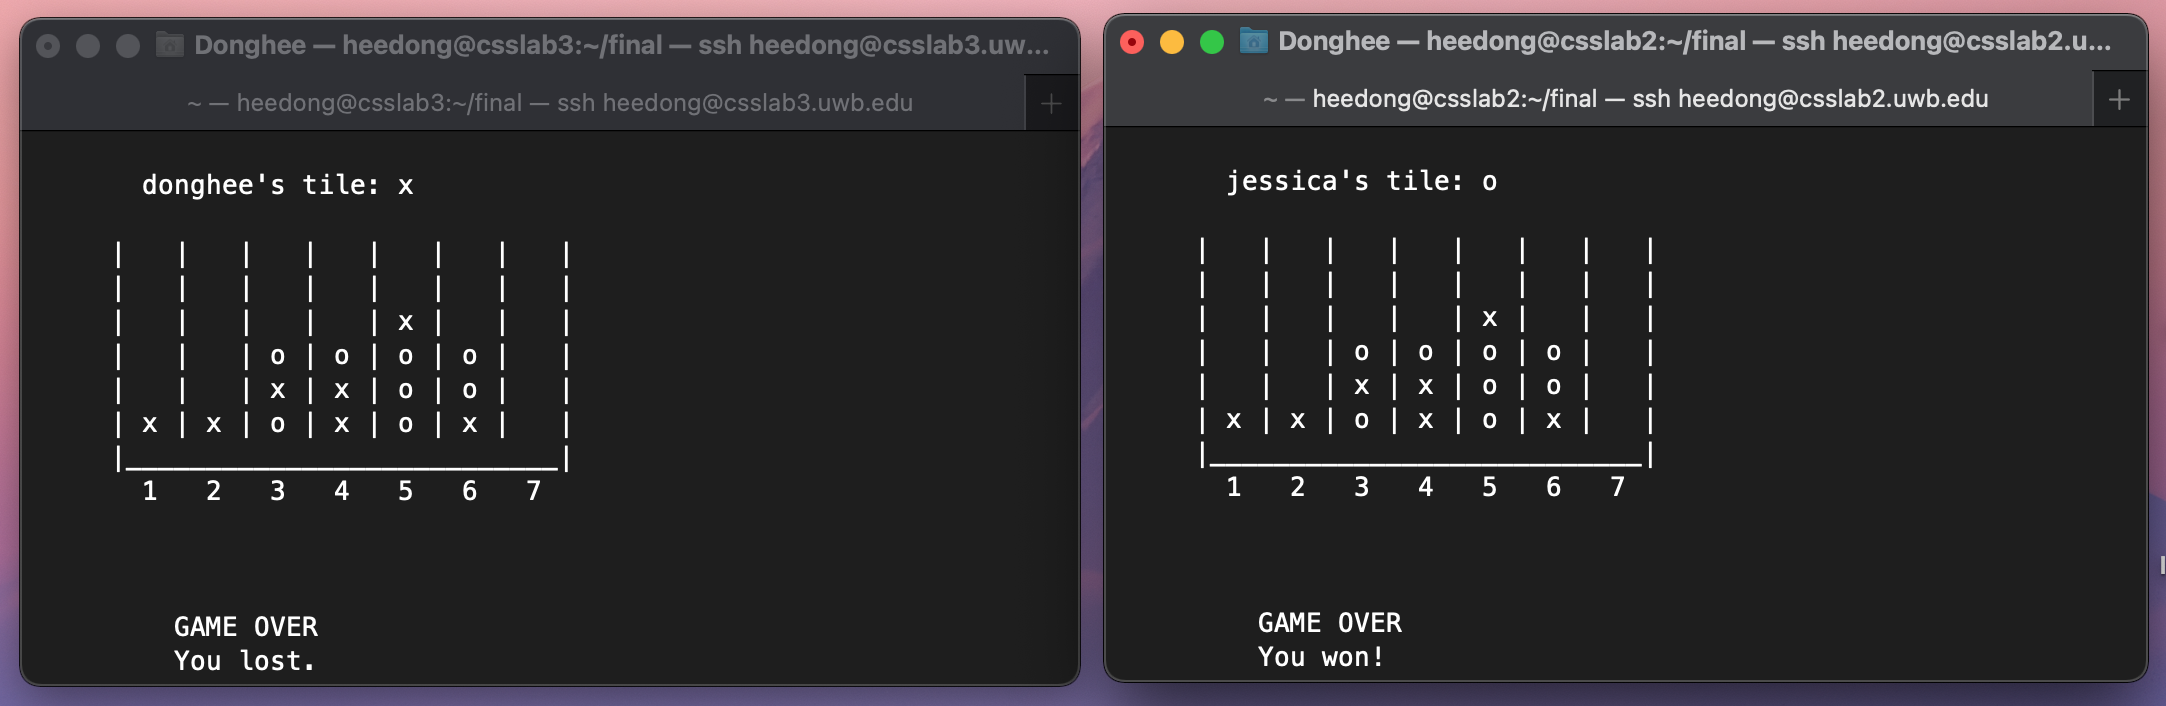 Donghee — heedong@csslab3:~/final — ssh heedong@csslab3.uw...
~ — heedong@csslab3:~/final — ssh heedong@csslab3.uwb.edu
+
donghee's tile: x
|   |   |   |   |   |   |   |
|   |   |   |   |   |   |   |
|   |   |   |   | x |   |   |
|   |   | o | o | o | o |   |
|   |   | x | x | o | o |   |
| x | x | o | x | o | x |   |
|___________________________|
1   2   3   4   5   6   7
GAME OVER
You lost.
Donghee — heedong@csslab2:~/final — ssh heedong@csslab2.u...
~ — heedong@csslab2:~/final — ssh heedong@csslab2.uwb.edu
+
jessica's tile: o
|   |   |   |   |   |   |   |
|   |   |   |   |   |   |   |
|   |   |   |   | x |   |   |
|   |   | o | o | o | o |   |
|   |   | x | x | o | o |   |
| x | x | o | x | o | x |   |
|___________________________|
1   2   3   4   5   6   7
GAME OVER
You won!